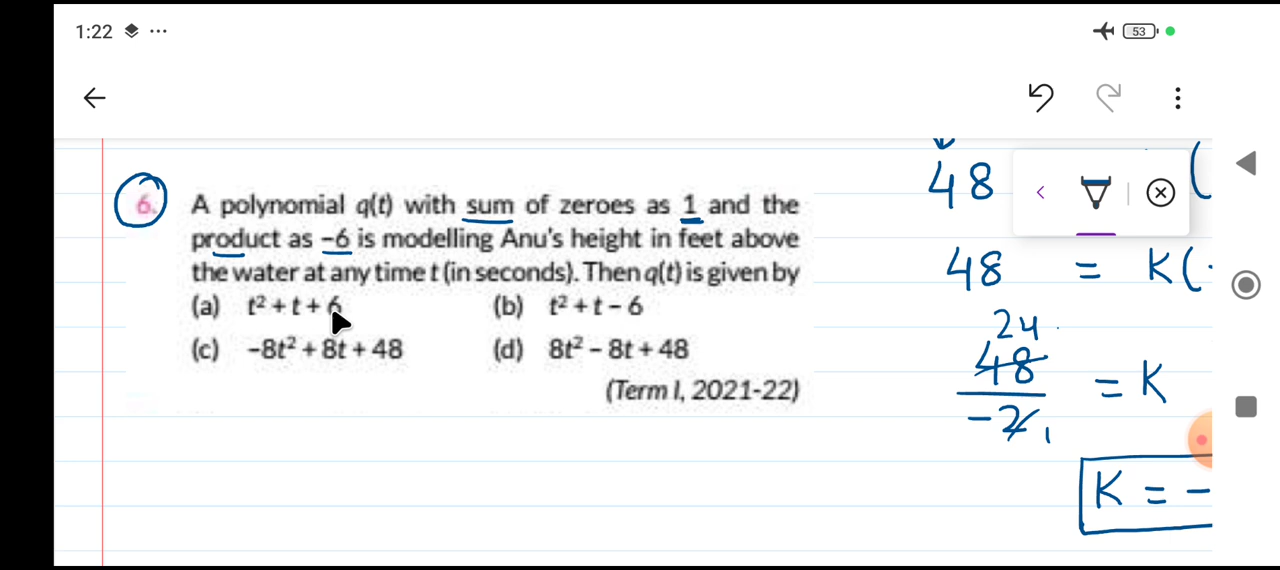 1:22
53
6. A polynomial q(t) with sum of zeroes as 1 and the
product as –6 is modelling Anu's height in feet above
the water at any time t (in seconds). Then q(t) is given by
(a) t² + t + 6 (b) t² + t – 6
(c) –8t² + 8t + 48 (d) 8t² – 8t + 48
(Term I, 2021-22)
48 (
48 = K(
24
48
-2 1 = K
K = -